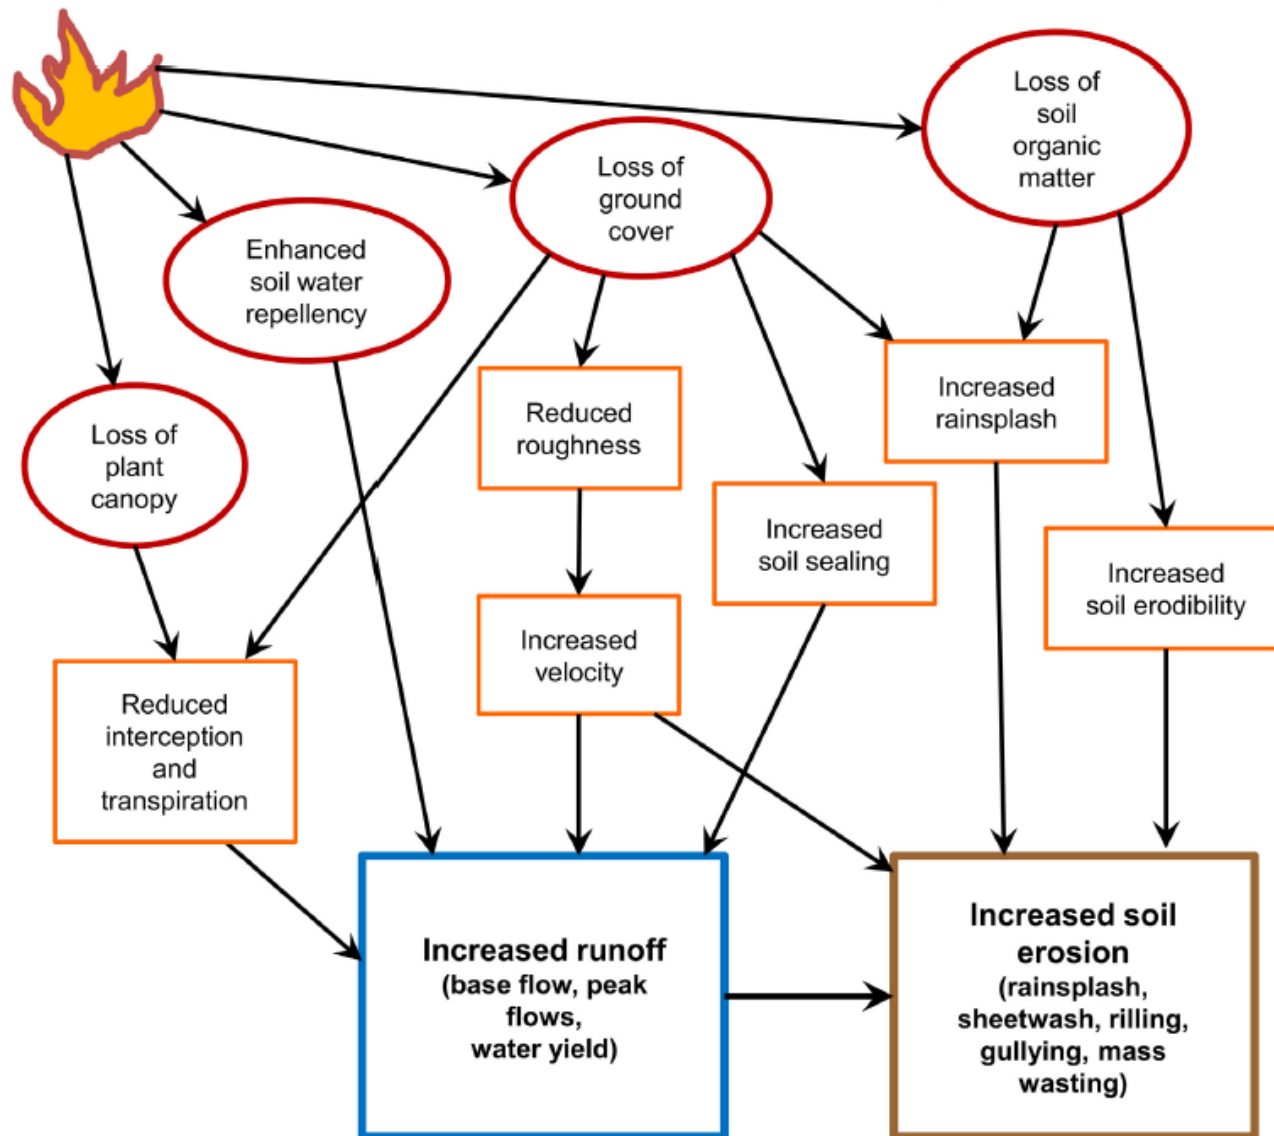 Loss of
soil
organic
matter
Loss of
ground
cover
Enhanced
soil water
repellency
Increased
rainsplash
Reduced
roughness
Loss of
plant
canopy
Increased
soil sealing
Increased
soil erodibility
Increased
velocity
Reduced
interception
and
transpiration
Increased runoff
(base flow, peak
flows,
water yield)
Increased soil
erosion
(rainsplash,
sheetwash, rilling,
gullying, mass
wasting)